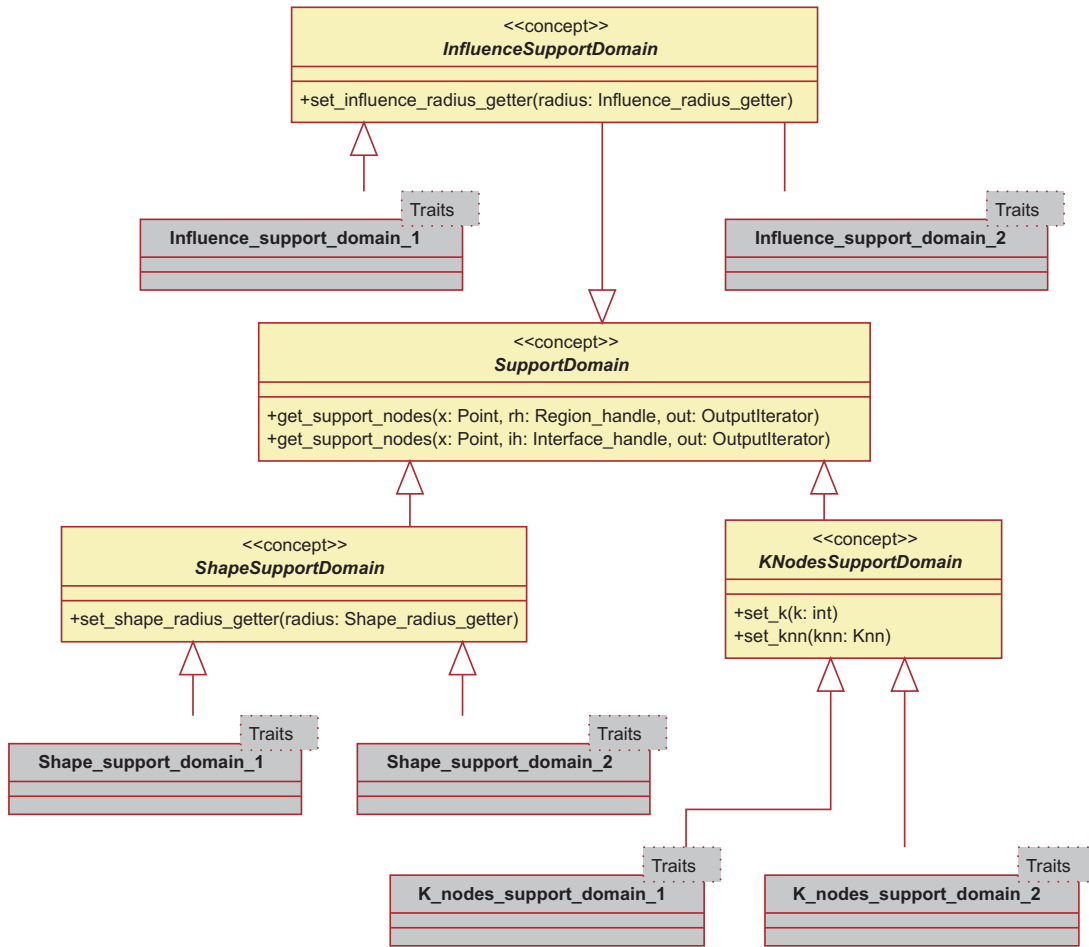 <<concept>>
InfluenceSupportDomain
+set_influence_radius_getter(radius: Influence_radius_getter)
Traits
Influence_support_domain_1
Traits
Influence_support_domain_2
<<concept>>
SupportDomain
+get_support_nodes(x: Point, rh: Region_handle, out: OutputIterator)
+get_support_nodes(x: Point, ih: Interface_handle, out: OutputIterator)
<<concept>>
ShapeSupportDomain
+set_shape_radius_getter(radius: Shape_radius_getter)
<<concept>>
KNodesSupportDomain
+set_k(k: int)
+set_knn(knn: Knn)
Traits
Shape_support_domain_1
Traits
Shape_support_domain_2
Traits
K_nodes_support_domain_1
Traits
K_nodes_support_domain_2